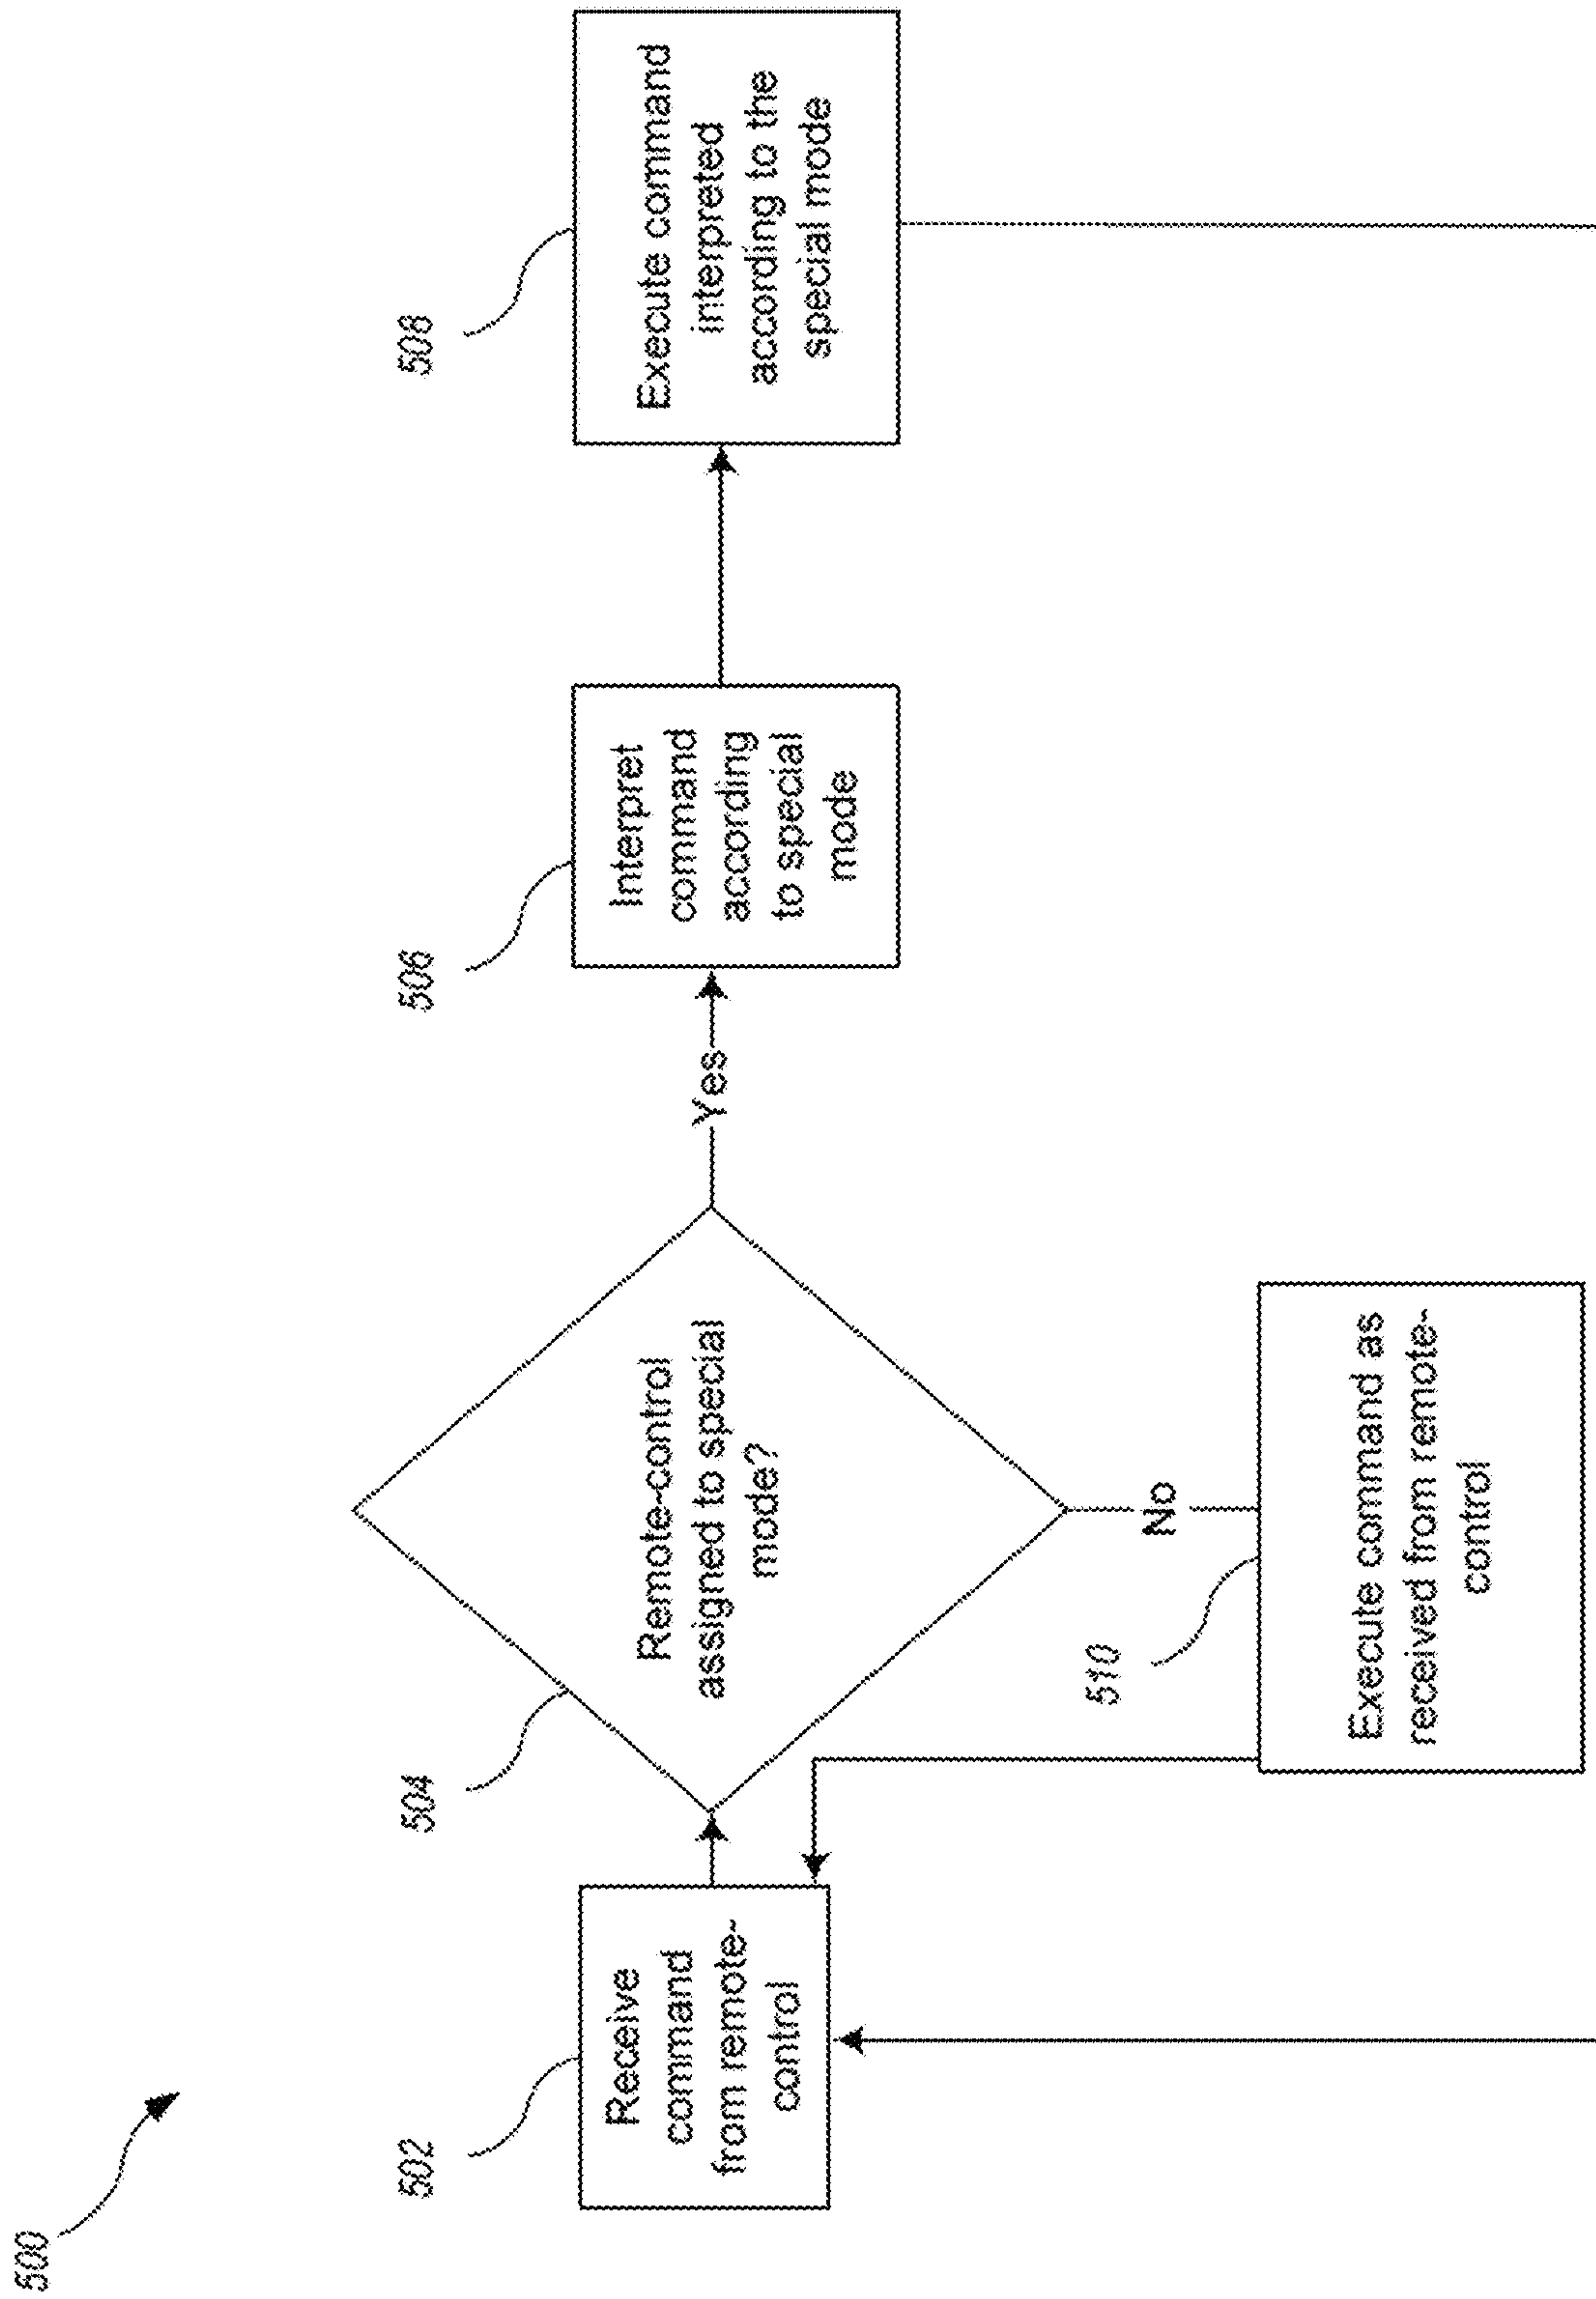 500
502
Receive
command
from remote-
control
504
Remote-control
assigned to special
mode?
Yes
506
Interpret
command
according
to special
mode
508
Execute command
interpreted
according to the
special mode
No
510
Execute command as
received from remote-
control